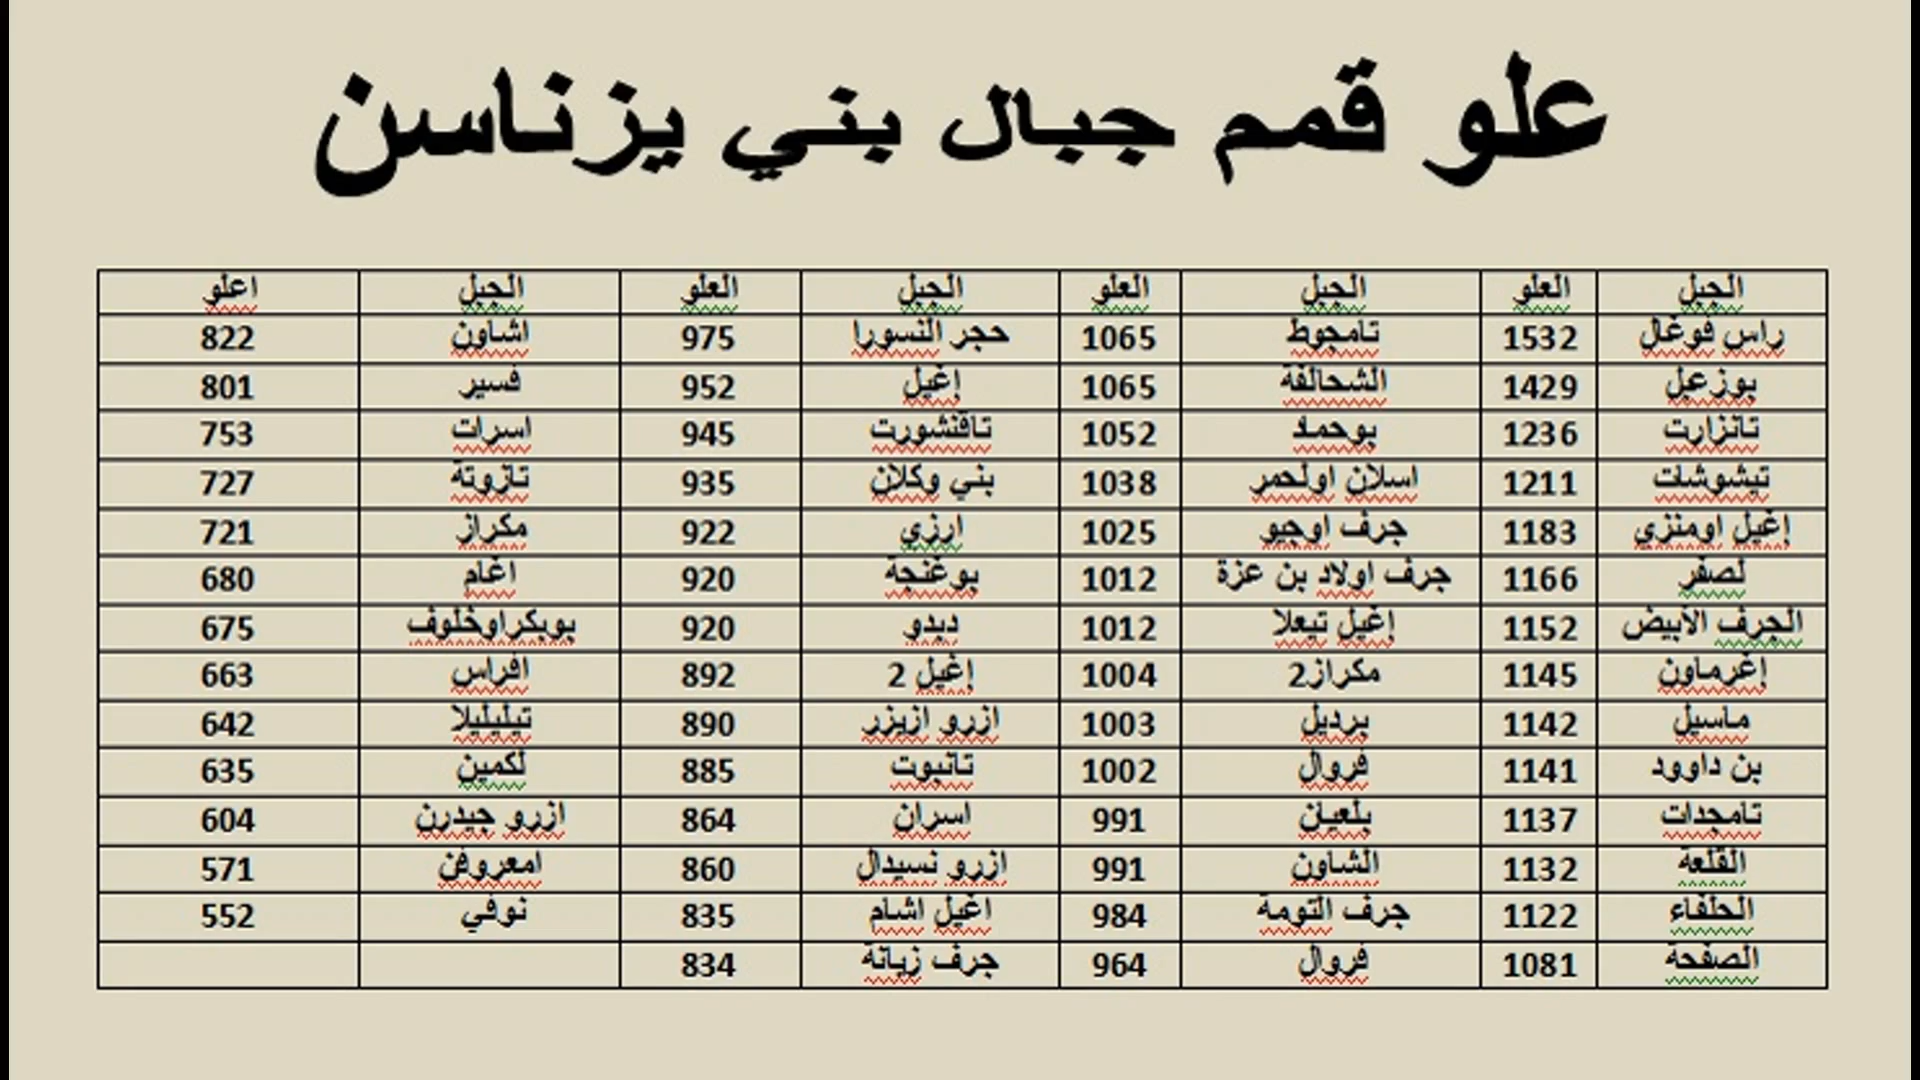 علو قمم جبال بني يزناسن
الجبل العلو الجبل العلو الجبل العلو الجبل اعلو
راس فوغال 1532 تامجوط 1065 حجر النسورا 975 اشاون 822
بوزعبل 1429 الشحالفة 1065 إغيل 952 فسير 801
تانزارت 1236 بوحماد 1052 تاقنشورت 945 اسرات 753
تيشوشات 1211 اسلان اولحمر 1038 بني وكلان 935 تازوتة 727
إغيل اومنزي 1183 جرف اوجيو 1025 ارزي 922 مكراز 721
لصفر 1166 جرف اولاد بن عزة 1012 بوغنجة 920 اغام 680
الجرف الابيض 1152 إغيل تيعلا 1012 ديدو 920 بوبكراوخلوف 675
إغرماون 1145 مكراز2 1004 إغيل 2 892 افراس 663
ماسيل 1142 برديل 1003 ازرو ازيزر 890 تيليليلا 642
بن داوود 1141 فروال 1002 تانبوت 885 لكمين 635
تامجدات 1137 بلعيان 991 اسران 864 ازرو جيدرن 604
القلعة 1132 الشاون 991 ازرو نسيدال 860 امعروفن 571
الحلفاء 1122 جرف التومة 984 اغيل اشام 835 نوفي 552
الصفحة 1081 فروال 964 جرف زيانة 834